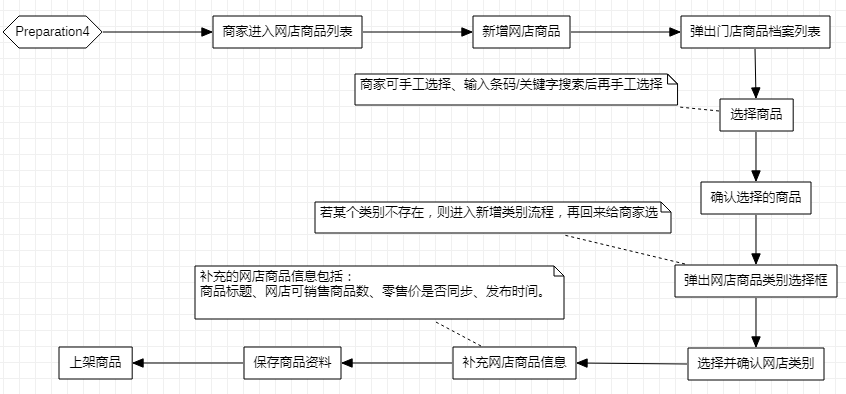 Preparation4
商家进入网店商品列表
新增网店商品
弹出门店商品档案列表
商家可手工选择、输入条码/关键字搜索后再手工选择
选择商品
确认选择的商品
若某个类别不存在，则进入新增类别流程，再回来给商家选
弹出网店商品类别选择框
补充的网店商品信息包括：
商品标题、网店可销售商品数、零售价是否同步、发布时间。
上架商品
保存商品资料
补充网店商品信息
选择并确认网店类别